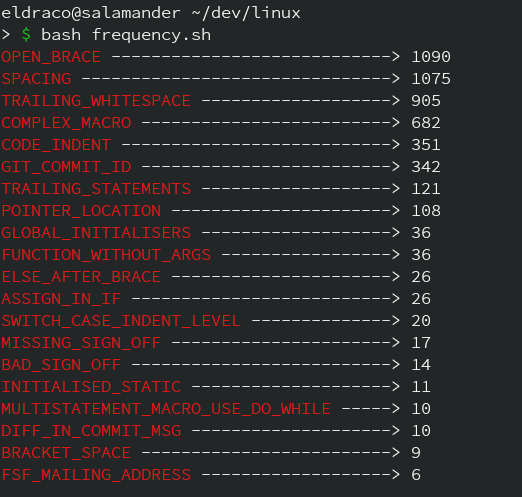 eldraco@salamander ~/dev/linux
> $ bash frequency.sh
OPEN_BRACE ----------------------------> 1090
SPACING -------------------------------> 1075
TRAILING_WHITESPACE -------------------> 905
COMPLEX_MACRO -------------------------> 682
CODE_INDENT ---------------------------> 351
GIT_COMMIT_ID -------------------------> 342
TRAILING_STATEMENTS -------------------> 121
POINTER_LOCATION ----------------------> 108
GLOBAL_INITIALISERS -------------------> 36
FUNCTION_WITHOUT_ARGS -----------------> 36
ELSE_AFTER_BRACE ----------------------> 26
ASSIGN_IN_IF --------------------------> 26
SWITCH_CASE_INDENT_LEVEL --------------> 20
MISSING_SIGN_OFF ----------------------> 17
BAD_SIGN_OFF --------------------------> 14
INITIALISED_STATIC --------------------> 11
MULTISTATEMENT_MACRO_USE_DO_WHILE -----> 10
DIFF_IN_COMMIT_MSG --------------------> 10
BRACKET_SPACE -------------------------> 9
FSF_MAILING_ADDRESS -------------------> 6